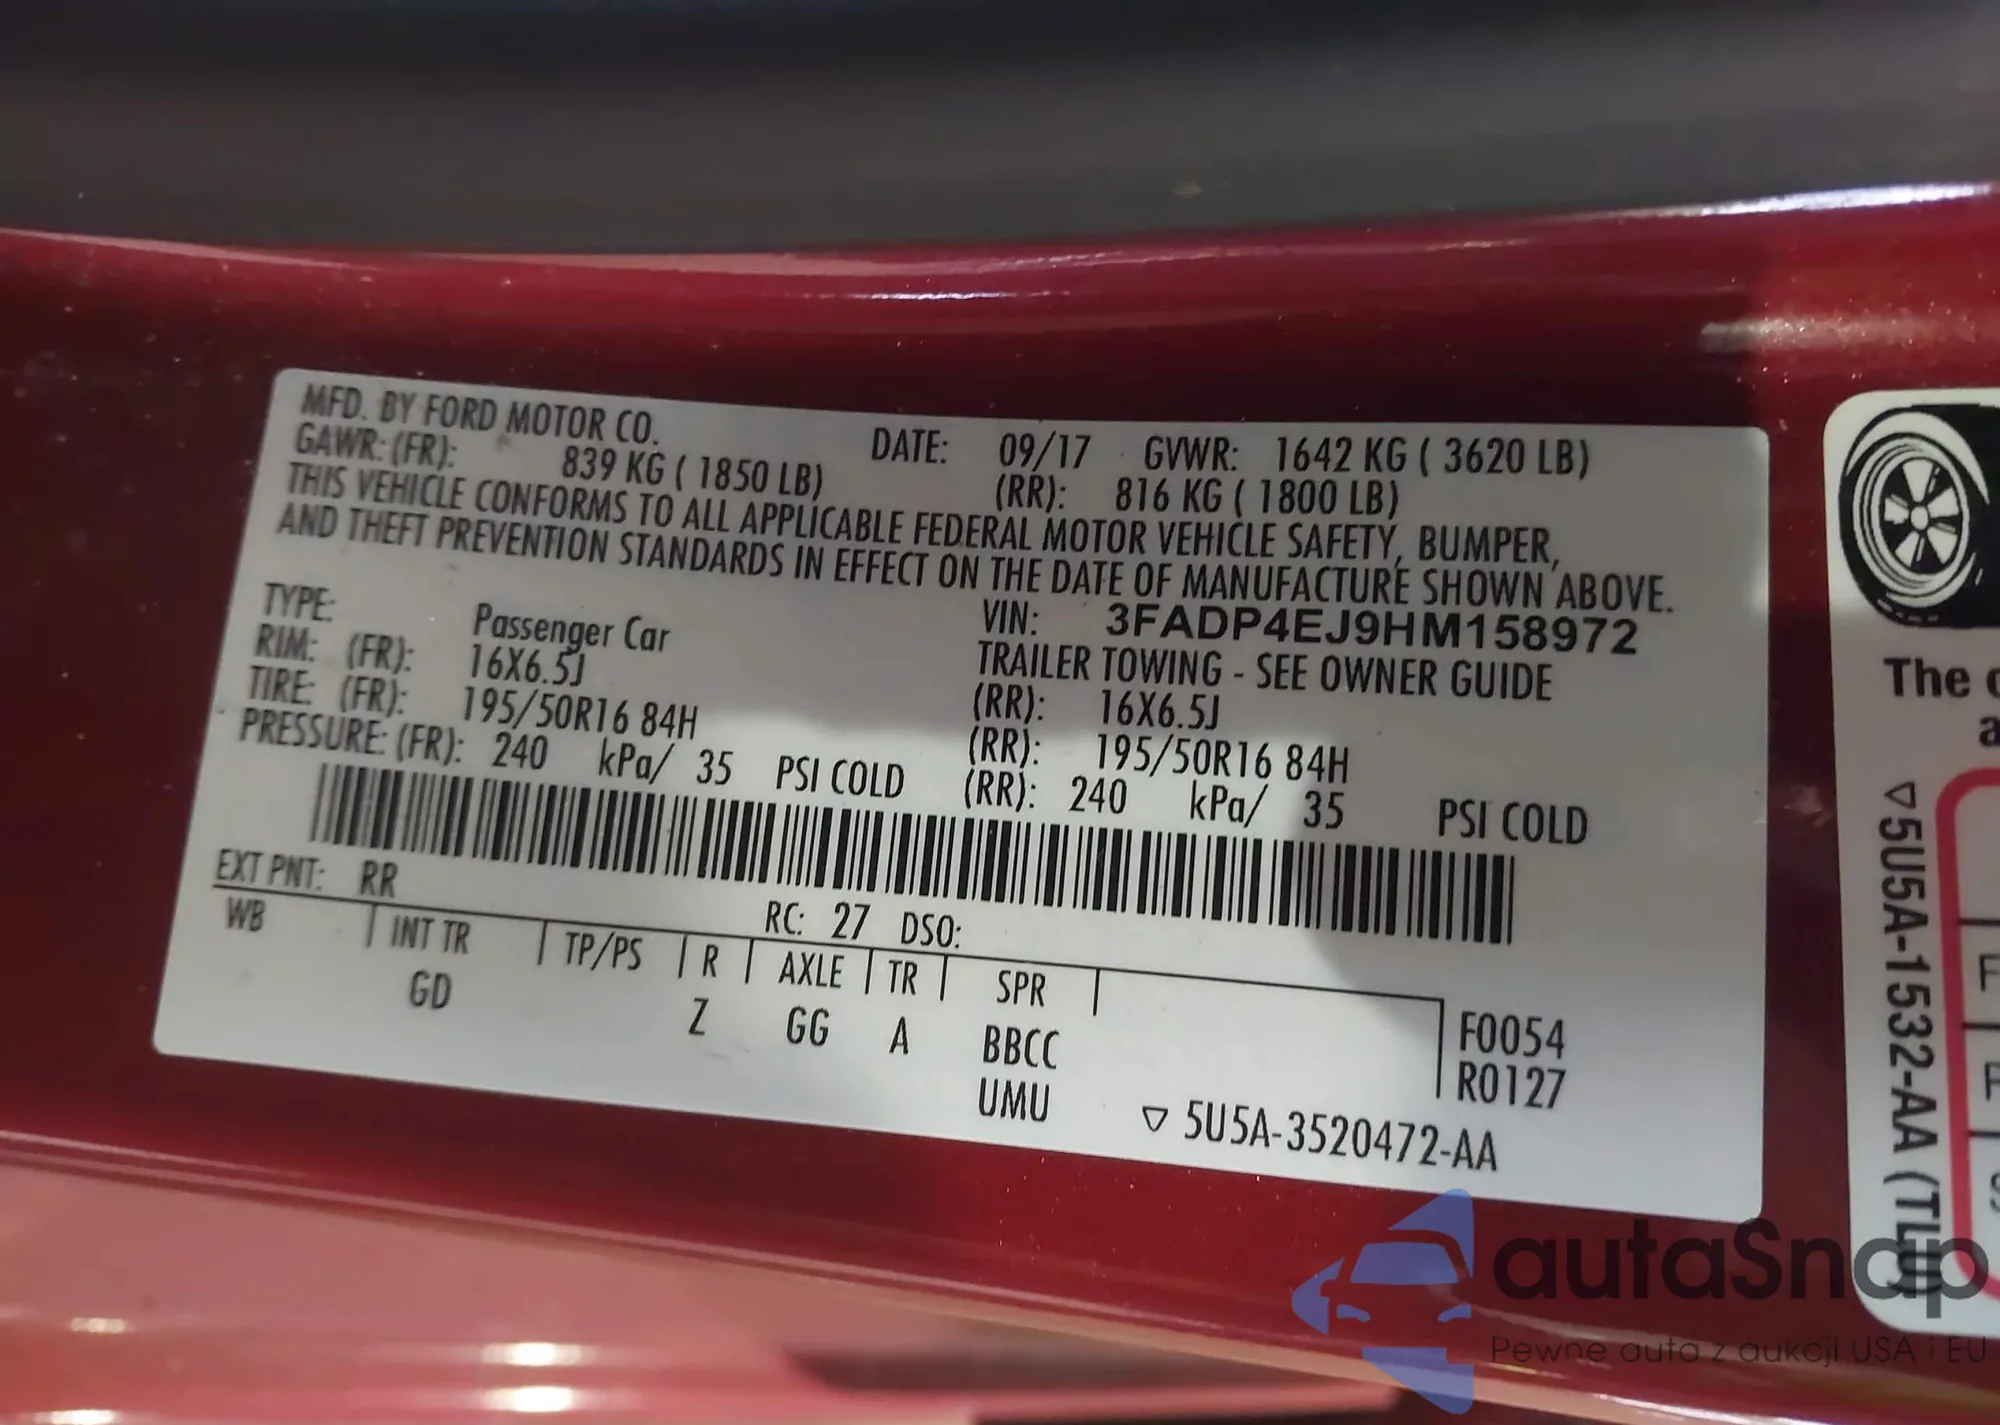 MFD. BY FORD MOTOR CO. DATE: 09/17 GVWR: 1642 KG ( 3620 LB)
GAWR: (FR): 839 KG ( 1850 LB) (RR): 816 KG ( 1800 LB)
THIS VEHICLE CONFORMS TO ALL APPLICABLE FEDERAL MOTOR VEHICLE SAFETY, BUMPER,
AND THEFT PREVENTION STANDARDS IN EFFECT ON THE DATE OF MANUFACTURE SHOWN ABOVE.
VIN: 3FADP4EJ9HM158972
TYPE: Passenger Car TRAILER TOWING - SEE OWNER GUIDE
RIM: (FR): 16X6.5J (RR): 16X6.5J
TIRE: (FR): 195/50R16 84H (RR): 195/50R16 84H
PRESSURE: (FR): 240 kPa/ 35 PSI COLD (RR): 240 kPa/ 35 PSI COLD
EXT PNT: RR RC: 27 DSO:
WB INT TR TP/PS R AXLE TR SPR
GD Z GG A BBCC
UMU
F0054
R0127
▽ 5U5A-3520472-AA
The
▽5U5A-1532-AA (TLU)
autaSnap
Pewne auta z aukcji USA i EU